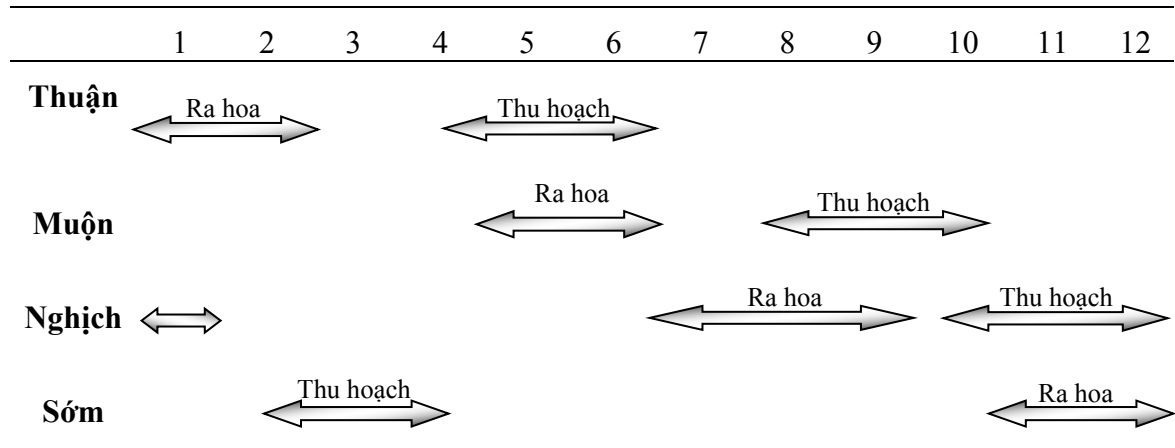 1 2 3 4 5 6 7 8 9 10 11 12
Thuận Ra hoa Thu hoạch
Muộn Ra hoa Thu hoạch
Nghịch Ra hoa Thu hoạch
Sớm Thu hoạch Ra hoa